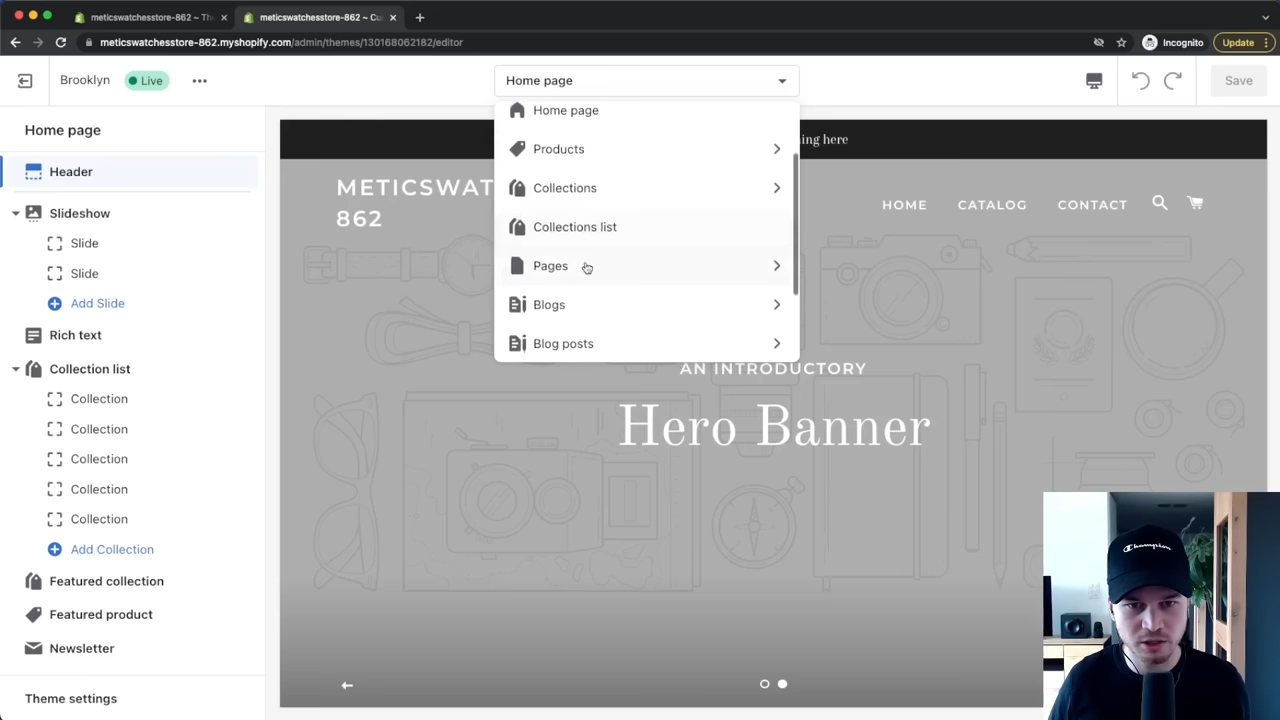 meticswatchesstore-862 ~ Th
meticswatchesstore-862 ~ Cu
meticswatchesstore-862.myshopify.com/admin/themes/130168062182/editor
Incognito
Update
Brooklyn
Live
Home page
Save
Home page
Header
Slideshow
Slide
Slide
Add Slide
Rich text
Collection list
Collection
Collection
Collection
Collection
Collection
Add Collection
Featured collection
Featured product
Newsletter
Theme settings
Home page
Products
Collections
Collections list
Pages
Blogs
Blog posts
ing here
METICSWAT
862
HOME
CATALOG
CONTACT
AN INTRODUCTORY
Hero Banner
Champion